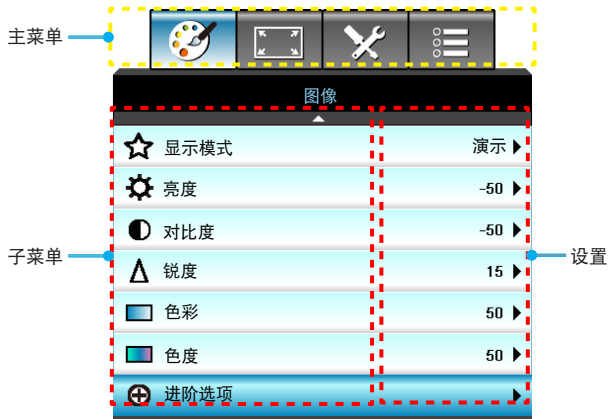 主菜单
图像
显示模式 演示
亮度 -50
对比度 -50
子菜单 设置
锐度 15
色彩 50
色度 50
进阶选项